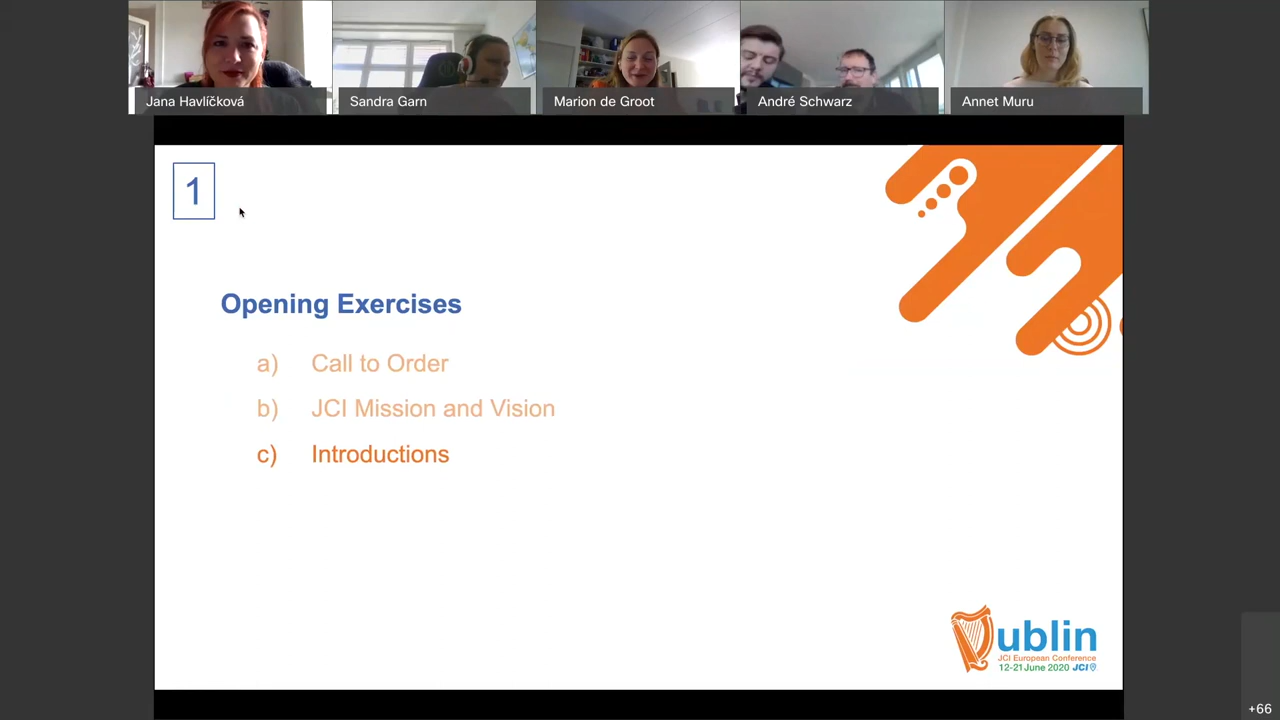 Jana Havlíčková
Sandra Garn
Marion de Groot
André Schwarz
Annet Muru
1
Opening Exercises
a) Call to Order
b) JCI Mission and Vision
c) Introductions
Dublin
JCI European Conference
12-21 June 2020 JCI
+66